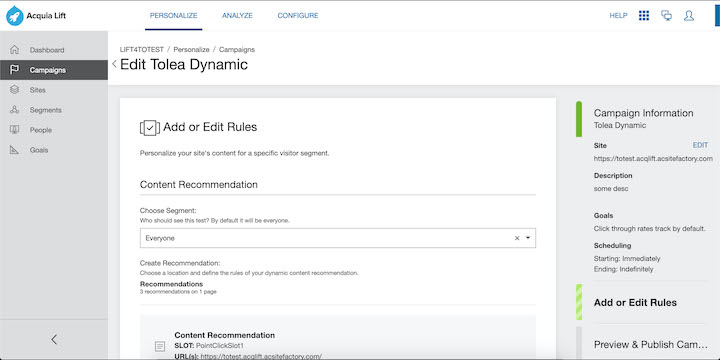 Acquia Lift
PERSONALIZE
ANALYZE
CONFIGURE
HELP
Dashboard
Campaigns
Sites
Segments
People
Goals
LIFT4TOTEST / Personalize / Campaigns
Edit Tolea Dynamic
Add or Edit Rules
Personalize your site's content for a specific visitor segment.
Content Recommendation
Choose Segment:
Who should see this test? By default it will be everyone.
Everyone
Create Recommendation:
Choose a location and define the rules of your dynamic content recommendation.
Recommendations
3 recommendations on 1 page
Content Recommendation
SLOT: PointClickSlot1
URL(s): https://totest.acqlift.acsitefactory.com/
Campaign Information
Tolea Dynamic
Site
EDIT
https://totest.acqlift.acsitefactory.com
Description
some desc
Goals
Click through rates track by default.
Scheduling
Starting: Immediately
Ending: Indefinitely
Add or Edit Rules
Preview & Publish Cam...